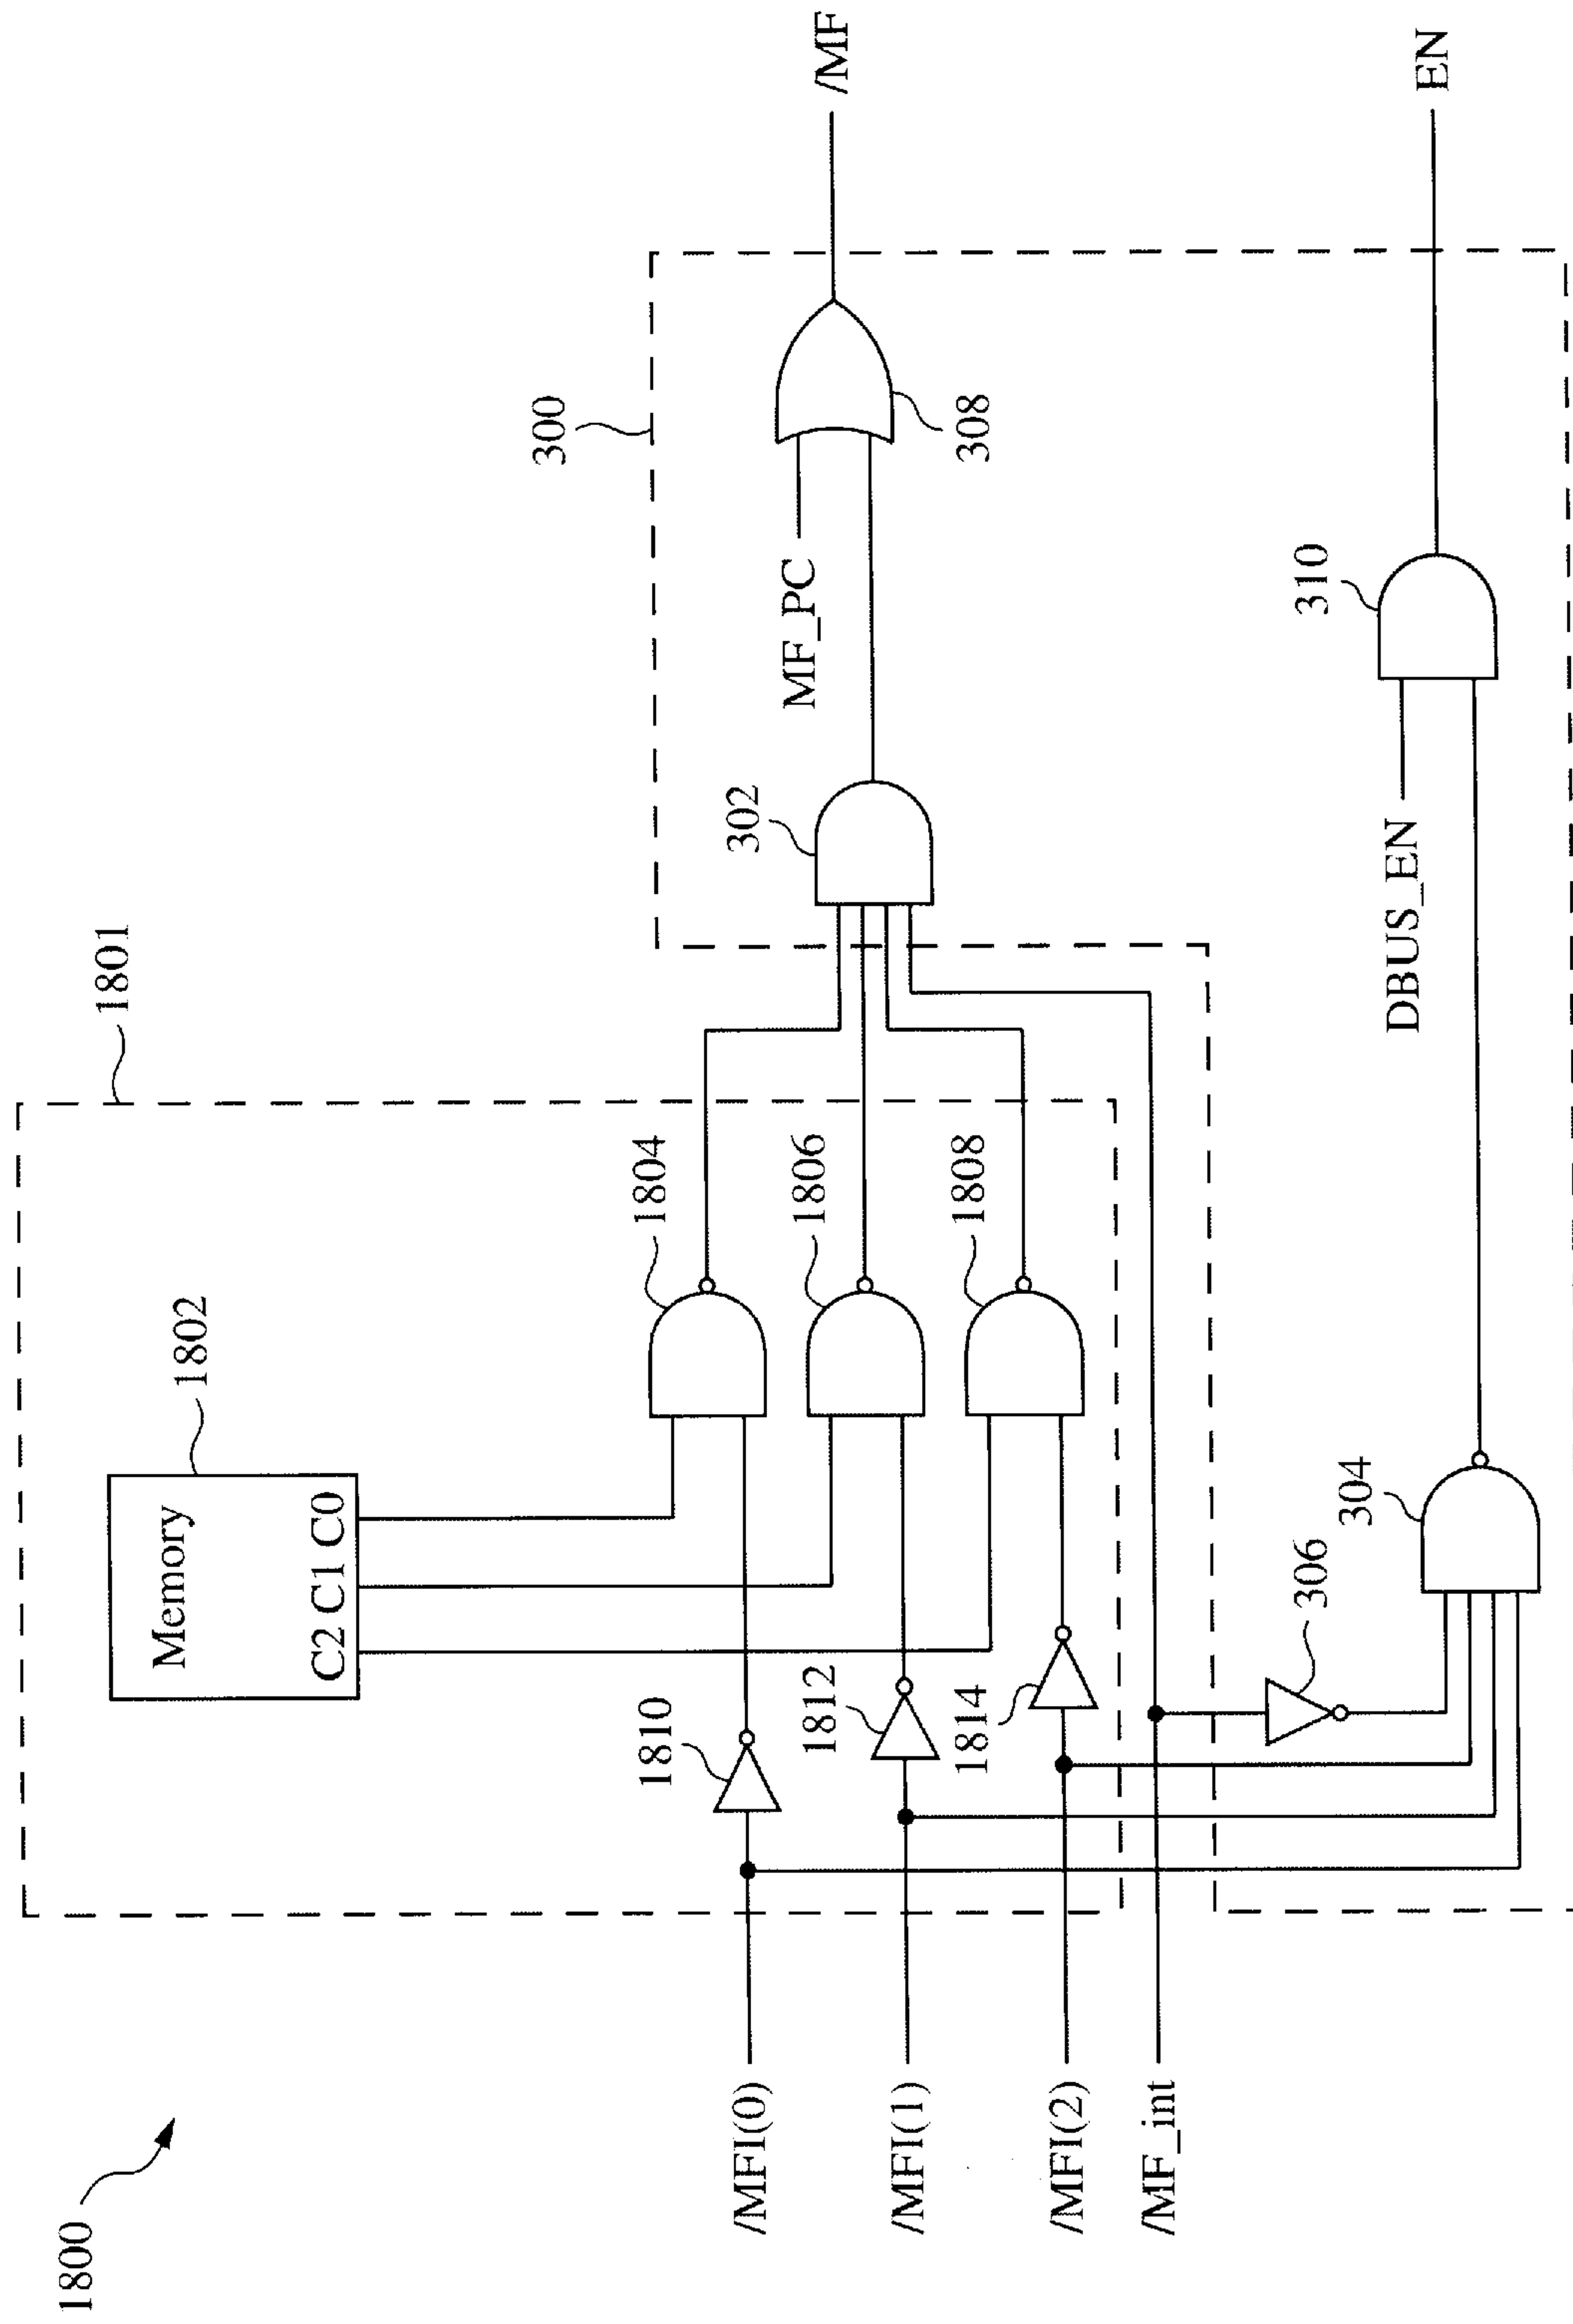 1800
1801
1802
Memory
C2 C1 C0
1804
1806
1808
1810
1812
1814
/MFI(0)
/MFI(1)
/MFI(2)
/MF_int
300
302
MF_PC
308
/MF
306
304
DBUS_EN
310
EN